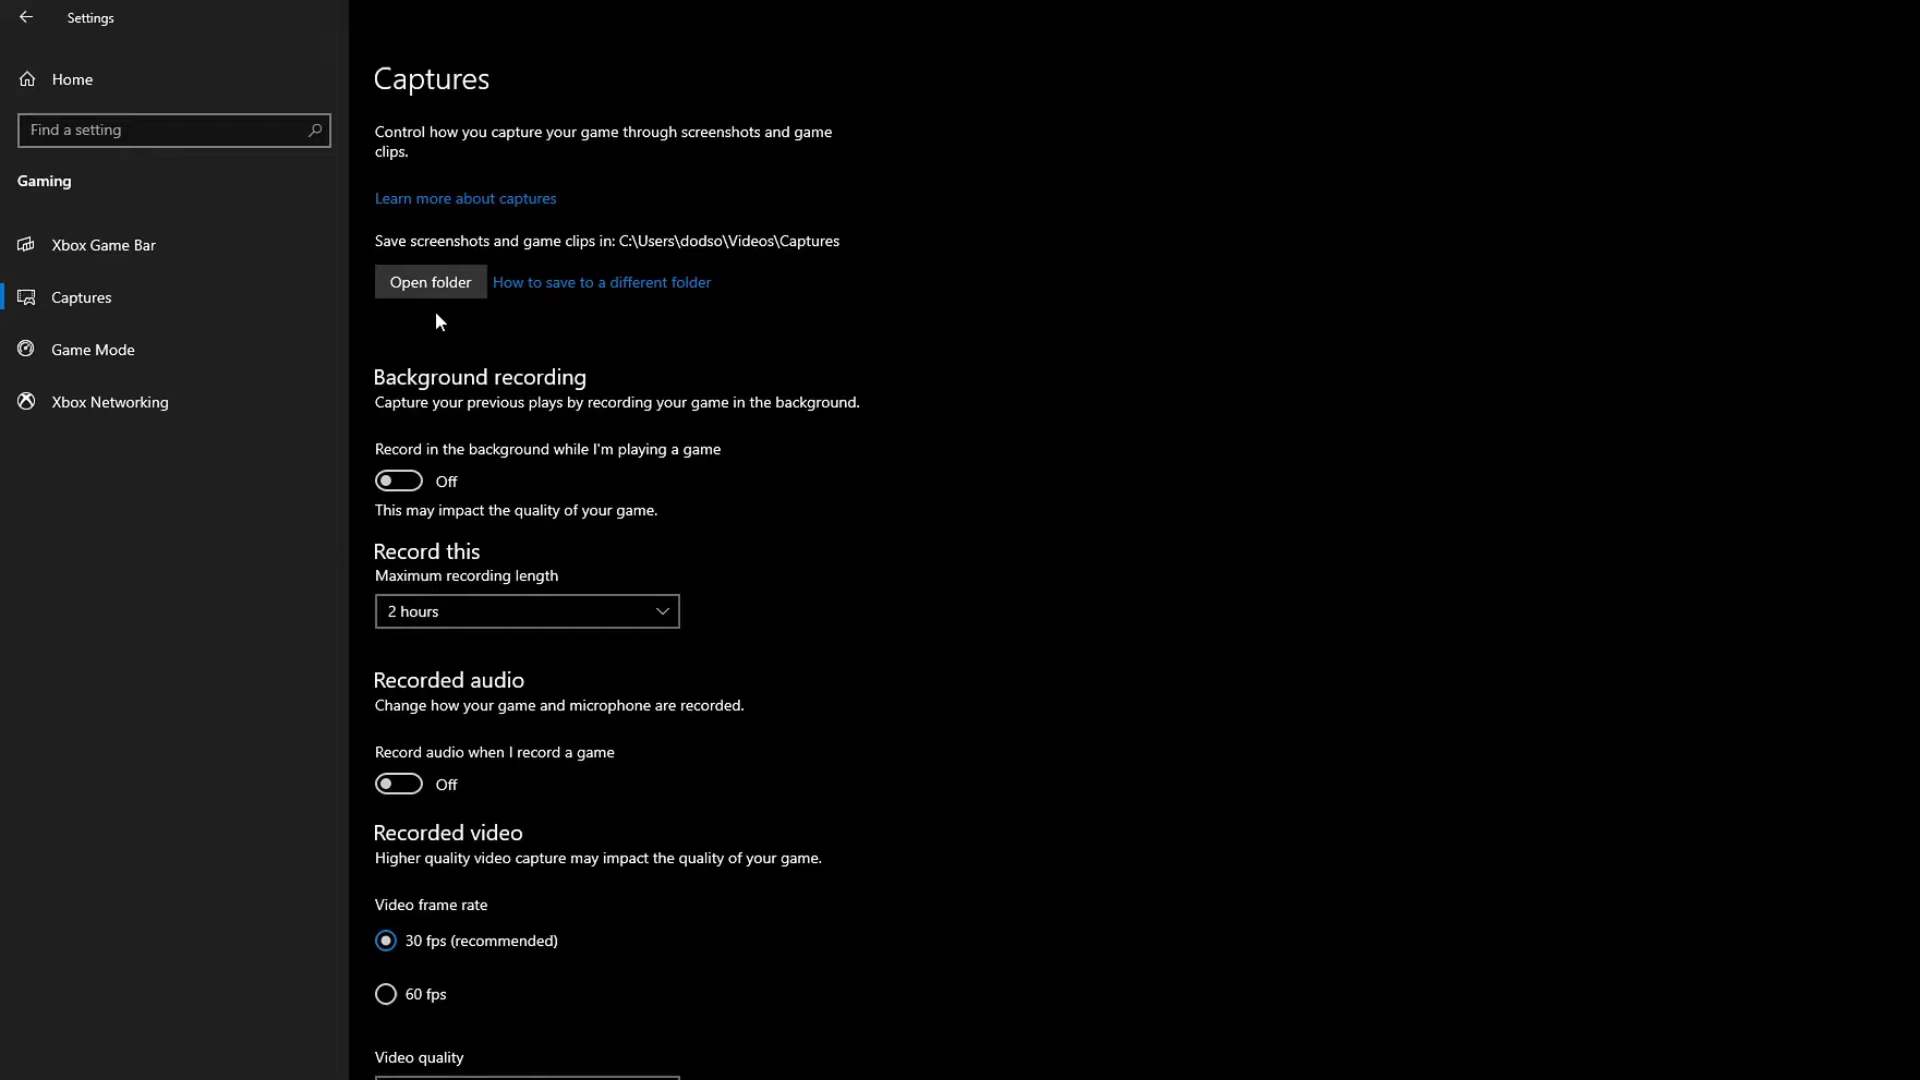 Settings
Home
Find a setting
Gaming
Xbox Game Bar
Captures
Game Mode
Xbox Networking
Captures
Control how you capture your game through screenshots and game
clips.
Learn more about captures
Save screenshots and game clips in: C:\Users\dodso\Videos\Captures
Open folder
How to save to a different folder
Background recording
Capture your previous plays by recording your game in the background.
Record in the background while I'm playing a game
Off
This may impact the quality of your game.
Record this
Maximum recording length
2 hours
Recorded audio
Change how your game and microphone are recorded.
Record audio when I record a game
Off
Recorded video
Higher quality video capture may impact the quality of your game.
Video frame rate
30 fps (recommended)
60 fps
Video quality